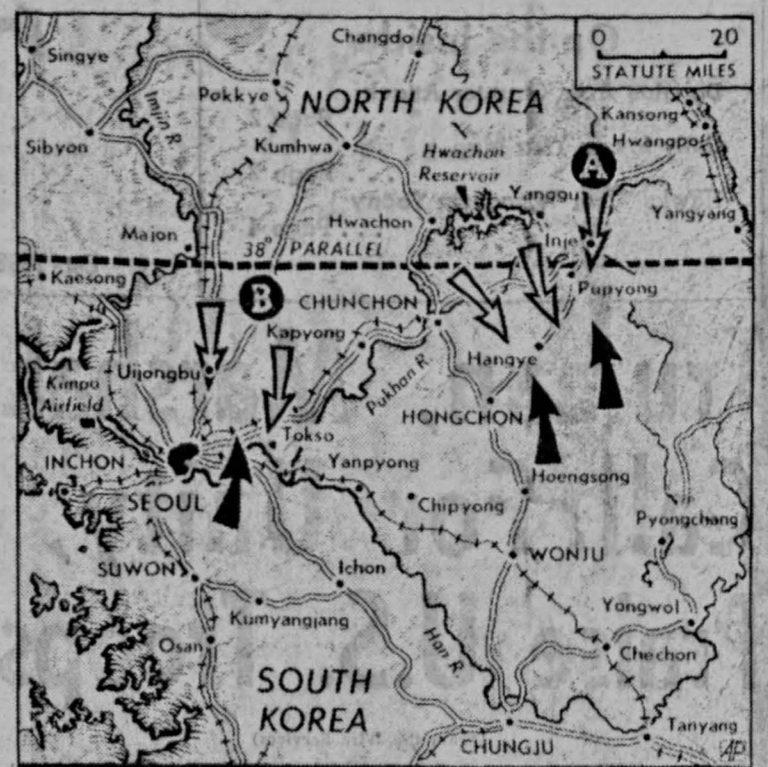 Changdo
0 20
STATUTE MILES
Singye
Pokkye
NORTH KOREA
Kansong
Imjin R.
Sibyon
Kumhwa
Hwachon
Reservoir
Hwangpo
A
Yanggu
Hwachon
Yangyang
Majon
Inje
38° PARALLEL
Kaesong
B
CHUNCHON
Pupyong
Kapyong
Uijongbu
Hangye
Kimpo
Airfield
Pukhan R.
HONGCHON
Tokso
INCHON
Yanpyong
Hoengsong
SEOUL
Chipyong
Pyongchang
WONJU
SUWON
Ichon
Kumyangjang
Yongwol
Osan
Han R.
Chechon
SOUTH
KOREA
Tanyang
CHUNGJU
AP